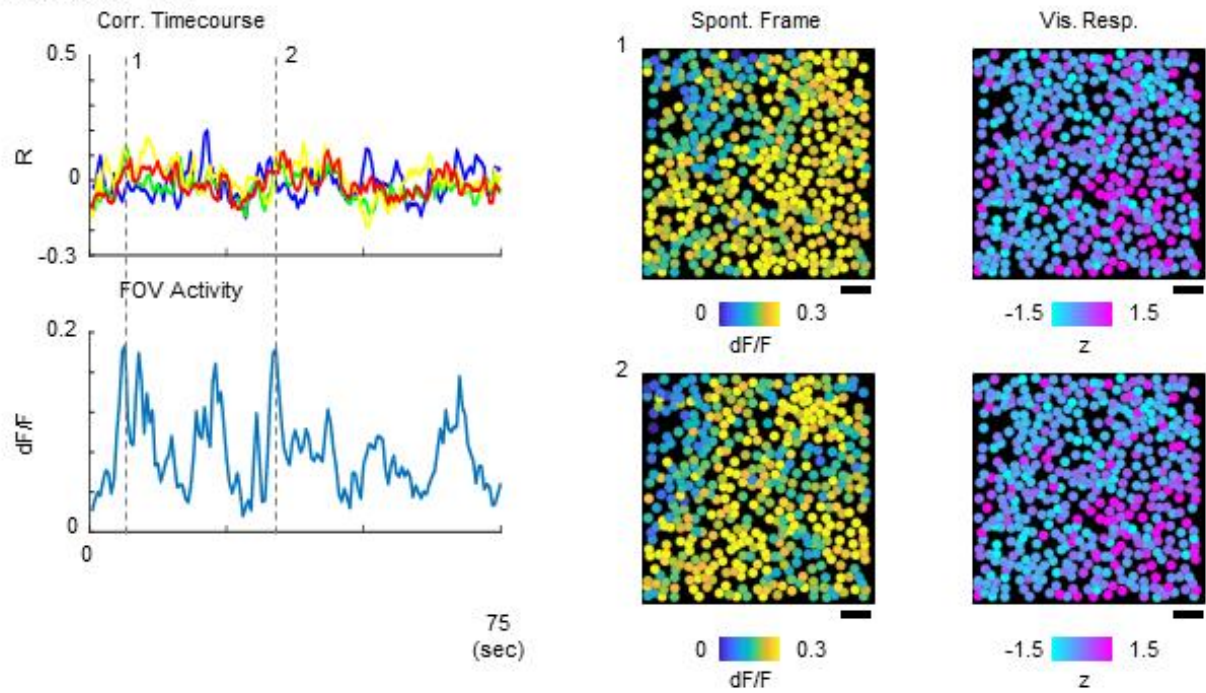 Corr. Timecourse
0.5
1
2
R
0
-0.3
FOV Activity
0.2
dF/F
0
0
75
(sec)
Spont. Frame
Vis. Resp.
1
0 0.3
dF/F
-1.5 1.5
z
2
0 0.3
dF/F
-1.5 1.5
z